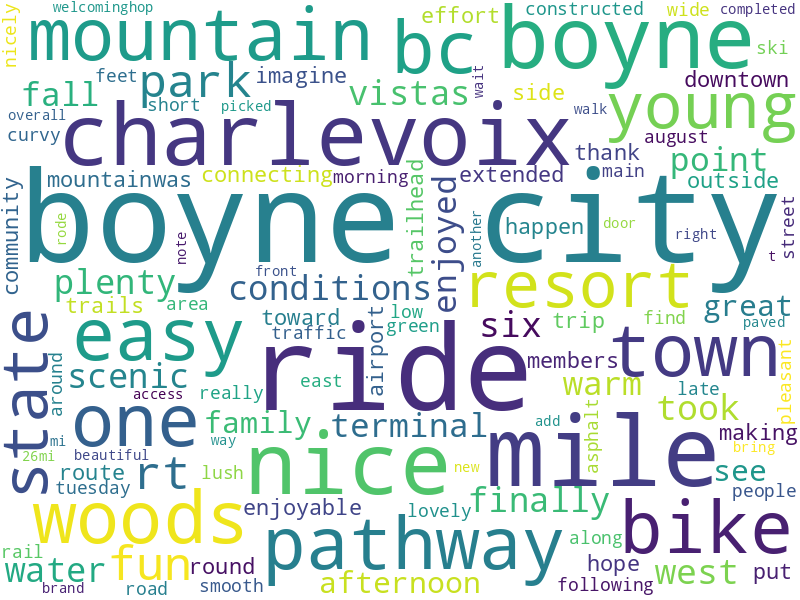 nicely
welcominghop
mountain
bc
effort
constructed
wide
completed
boyne
ski
feet
imagine
park
fall
short
picked
vistas
wait
side
downtown
young
overall
curvy
charlevoix
walk
august
thank
point
mountainwas
connecting
morning
extended
main
outside
community
rode
boyne
note
trailhead
enjoyed
another
happen
city
door
right
street
t
plenty
front
conditions
resort
trails
area
toward
airport
low
green
six
trip
find
great
paved
state
easy
traffic
ride
members
town
pleasant
around
scenic
access
really
east
warm
late
one
family
terminal
asphalt
took
making
mi
26mi
beautiful
way
nice
mile
add
bring
route
rt
lush
new
see
tuesday
people
woods
enjoyable
lovely
finally
rail
pathway
along
bike
water
fun
round
hope
west
put
brand
road
smooth
afternoon
following